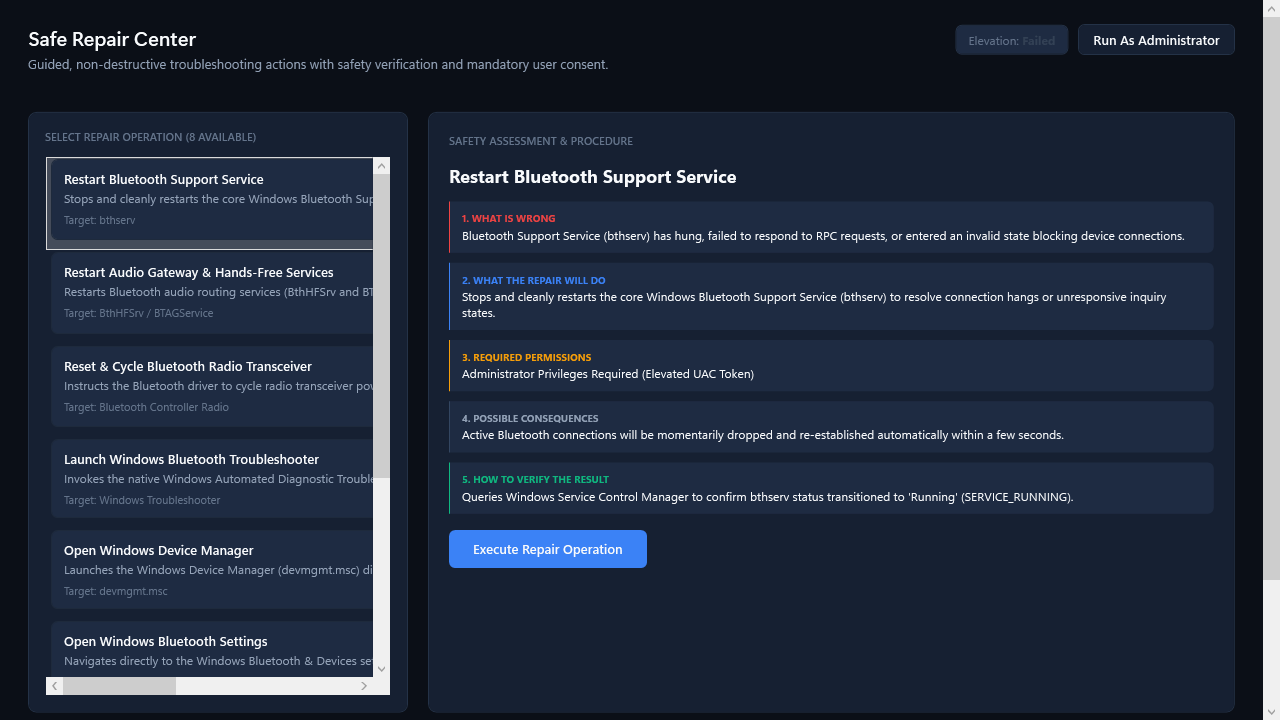 Safe Repair Center
Guided, non-destructive troubleshooting actions with safety verification and mandatory user consent.
Elevation: Failed
Run As Administrator
SELECT REPAIR OPERATION (8 AVAILABLE)
Restart Bluetooth Support Service
Stops and cleanly restarts the core Windows Bluetooth Sup
Target: bthserv
Restart Audio Gateway & Hands-Free Services
Restarts Bluetooth audio routing services (BthHFSrv and BT
Target: BthHFSrv / BTAGService
Reset & Cycle Bluetooth Radio Transceiver
Instructs the Bluetooth driver to cycle radio transceiver pow
Target: Bluetooth Controller Radio
Launch Windows Bluetooth Troubleshooter
Invokes the native Windows Automated Diagnostic Trouble
Target: Windows Troubleshooter
Open Windows Device Manager
Launches the Windows Device Manager (devmgmt.msc) di
Target: devmgmt.msc
Open Windows Bluetooth Settings
Navigates directly to the Windows Bluetooth & Devices se
SAFETY ASSESSMENT & PROCEDURE
Restart Bluetooth Support Service
1. WHAT IS WRONG
Bluetooth Support Service (bthserv) has hung, failed to respond to RPC requests, or entered an invalid state blocking device connections.
2. WHAT THE REPAIR WILL DO
Stops and cleanly restarts the core Windows Bluetooth Support Service (bthserv) to resolve connection hangs or unresponsive inquiry
states.
3. REQUIRED PERMISSIONS
Administrator Privileges Required (Elevated UAC Token)
4. POSSIBLE CONSEQUENCES
Active Bluetooth connections will be momentarily dropped and re-established automatically within a few seconds.
5. HOW TO VERIFY THE RESULT
Queries Windows Service Control Manager to confirm bthserv status transitioned to 'Running' (SERVICE_RUNNING).
Execute Repair Operation